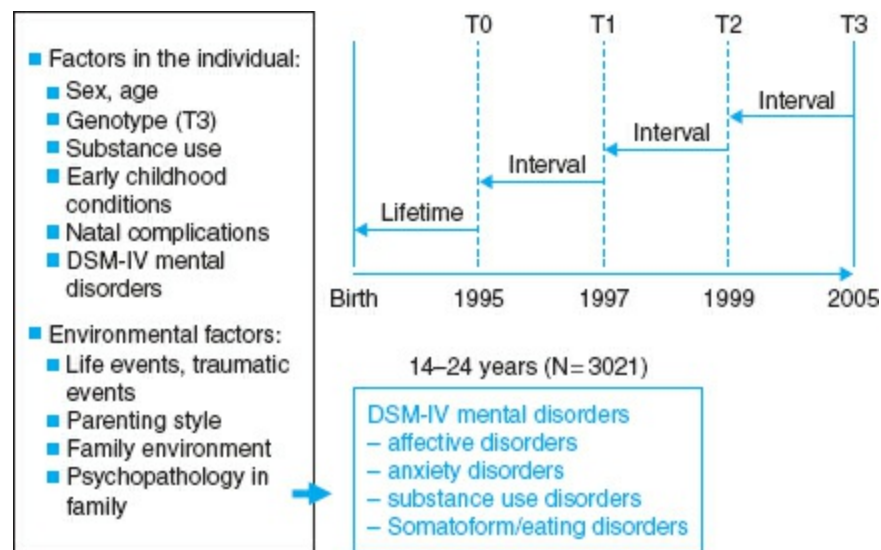 Factors in the individual:
Sex, age
Genotype (T3)
Substance use
Early childhood
conditions
Natal complications
DSM-IV mental
disorders
Environmental factors:
Life events, traumatic
events
Parenting style
Family environment
Psychopathology in
family
T0 T1 T2 T3
Interval
Interval
Interval
Lifetime
Birth 1995 1997 1999 2005
14–24 years (N=3021)
DSM-IV mental disorders
– affective disorders
– anxiety disorders
– substance use disorders
– Somatoform/eating disorders